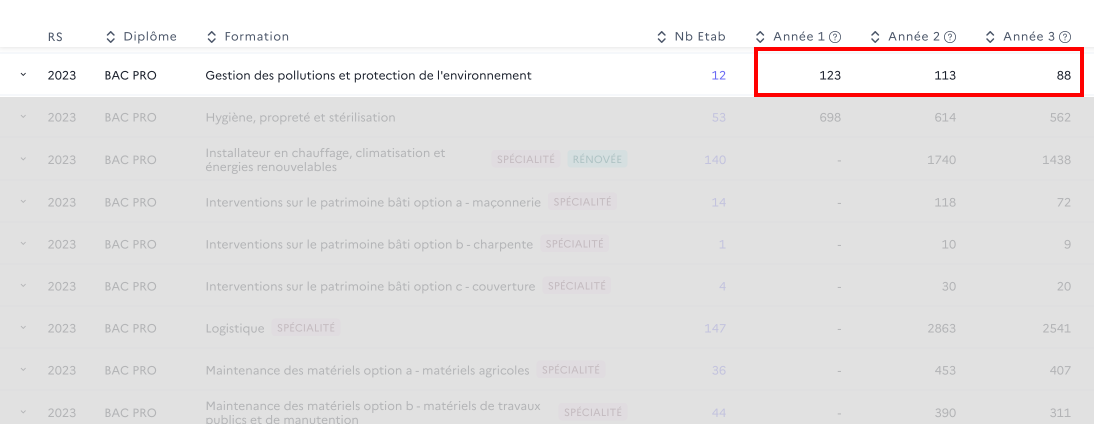 RS Diplôme Formation Nb Etab Année 1 ? Année 2 ? Année 3 ?
2023 BAC PRO Gestion des pollutions et protection de l'environnement 12 123 113 88
2023 BAC PRO Hygiène, propreté et stérilisation 53 698 614 562
2023 BAC PRO Installateur en chauffage, climatisation et énergies renouvelables SPÉCIALITÉ RÉNOVÉE 140 - 1740 1438
2023 BAC PRO Interventions sur le patrimoine bâti option a - maçonnerie SPÉCIALITÉ 14 - 118 72
2023 BAC PRO Interventions sur le patrimoine bâti option b - charpente SPÉCIALITÉ 1 - 10 9
2023 BAC PRO Interventions sur le patrimoine bâti option c - couverture SPÉCIALITÉ 4 - 30 20
2023 BAC PRO Logistique SPÉCIALITÉ 147 - 2863 2541
2023 BAC PRO Maintenance des matériels option a - matériels agricoles SPÉCIALITÉ 36 - 453 407
2023 BAC PRO Maintenance des matériels option b - matériels de travaux publics et de manutention SPÉCIALITÉ 44 - 390 311